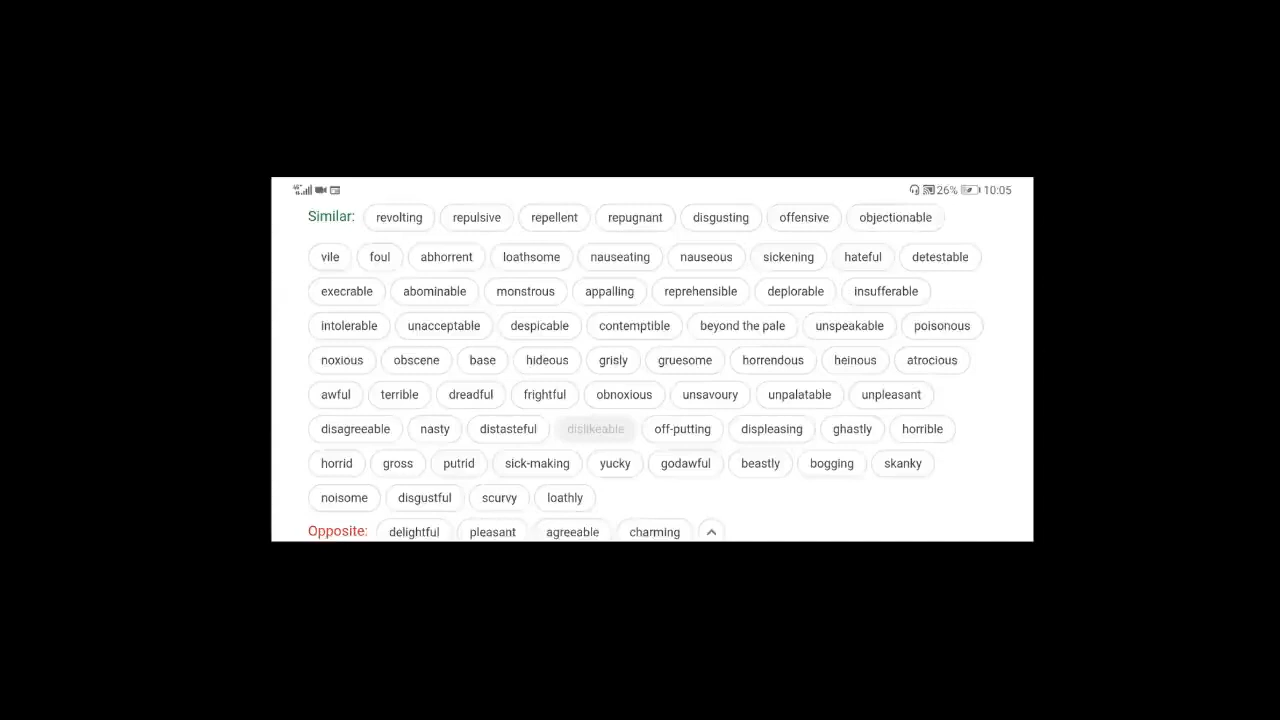 26% 10:05
Similar: revolting repulsive repellent repugnant disgusting offensive objectionable
vile foul abhorrent loathsome nauseating nauseous sickening hateful detestable
execrable abominable monstrous appalling reprehensible deplorable insufferable
intolerable unacceptable despicable contemptible beyond the pale unspeakable poisonous
noxious obscene base hideous grisly gruesome horrendous heinous atrocious
awful terrible dreadful frightful obnoxious unsavoury unpalatable unpleasant
disagreeable nasty distasteful dislikeable off-putting displeasing ghastly horrible
horrid gross putrid sick-making yucky godawful beastly bogging skanky
noisome disgustful scurvy loathly
Opposite: delightful pleasant agreeable charming